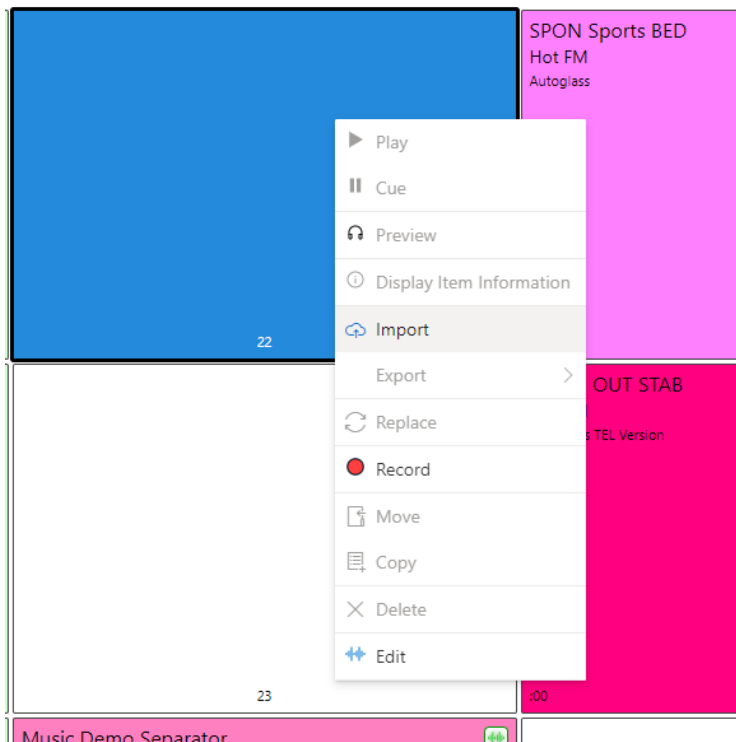 SPON Sports BED
Hot FM
Autoglass
Play
Cue
Preview
Display Item Information
22
Import
Export
OUT STAB
Replace
TEL Version
Record
Move
Copy
Delete
Edit
23
:00
Music Demo Separator